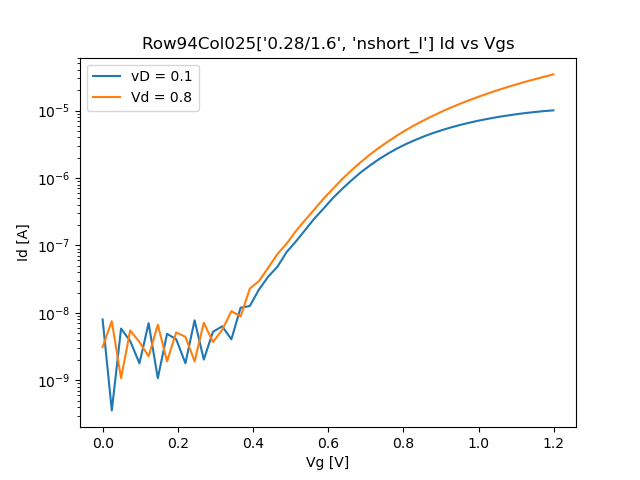 Row94Col025['0.28/1.6', 'nshort_l'] Id vs Vgs
vD = 0.1
Vd = 0.8
Id [A]
10⁻⁵
10⁻⁶
10⁻⁷
10⁻⁸
10⁻⁹
0.0 0.2 0.4 0.6 0.8 1.0 1.2
Vg [V]